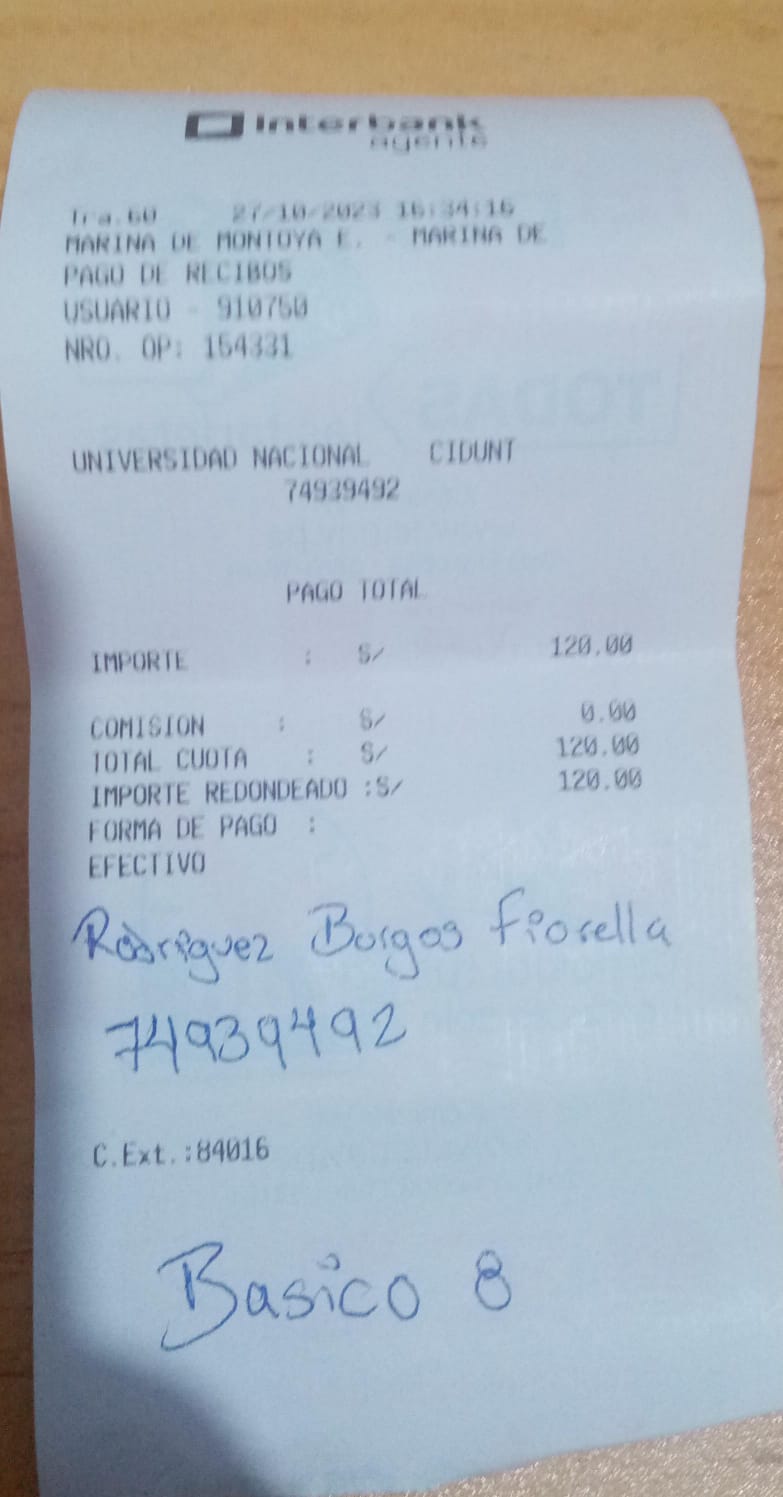 Interbank
agente
Tra.60 27/10/2023 16:34:16
MARINA DE MONTOYA E. - MARINA DE
PAGO DE RECIBOS
USUARIO - 910750
NRO. OP: 154331
UNIVERSIDAD NACIONAL CIDUNT
74939492
PAGO TOTAL
IMPORTE : S/ 120.00
COMISION : S/ 0.00
TOTAL CUOTA : S/ 120.00
IMPORTE REDONDEADO :S/ 120.00
FORMA DE PAGO :
EFECTIVO
Rodriguez Burgos Fiorella
74939492
C.Ext.:84016
Basico 8